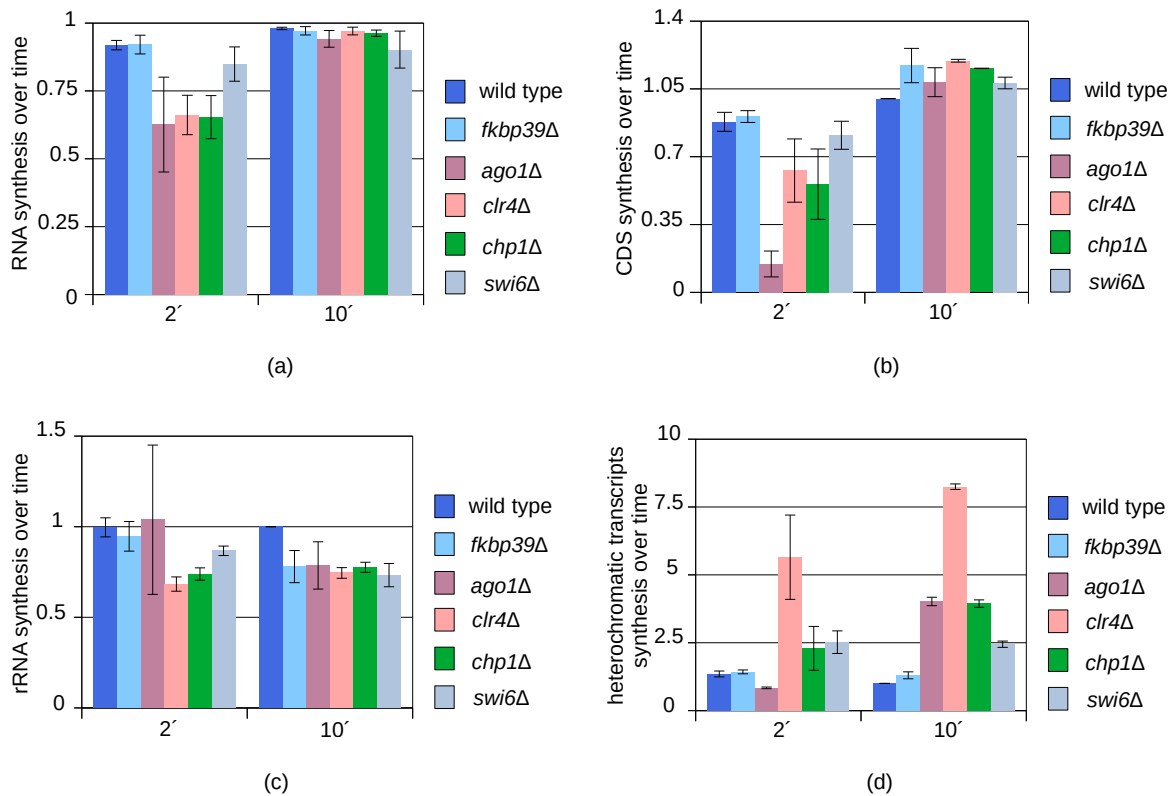 RNA synthesis over time
1
0.75
0.5
0.25
0
2´
10´
wild type
fkbp39Δ
ago1Δ
clr4Δ
chp1Δ
swi6Δ
(a)
CDS synthesis over time
1.4
1.05
0.7
0.35
0
2´
10´
wild type
fkbp39Δ
ago1Δ
clr4Δ
chp1Δ
swi6Δ
(b)
rRNA synthesis over time
1.5
1
0.5
0
2´
10´
wild type
fkbp39Δ
ago1Δ
clr4Δ
chp1Δ
swi6Δ
(c)
heterochromatic transcripts
synthesis over time
10
7.5
5
2.5
0
2´
10´
wild type
fkbp39Δ
ago1Δ
clr4Δ
chp1Δ
swi6Δ
(d)